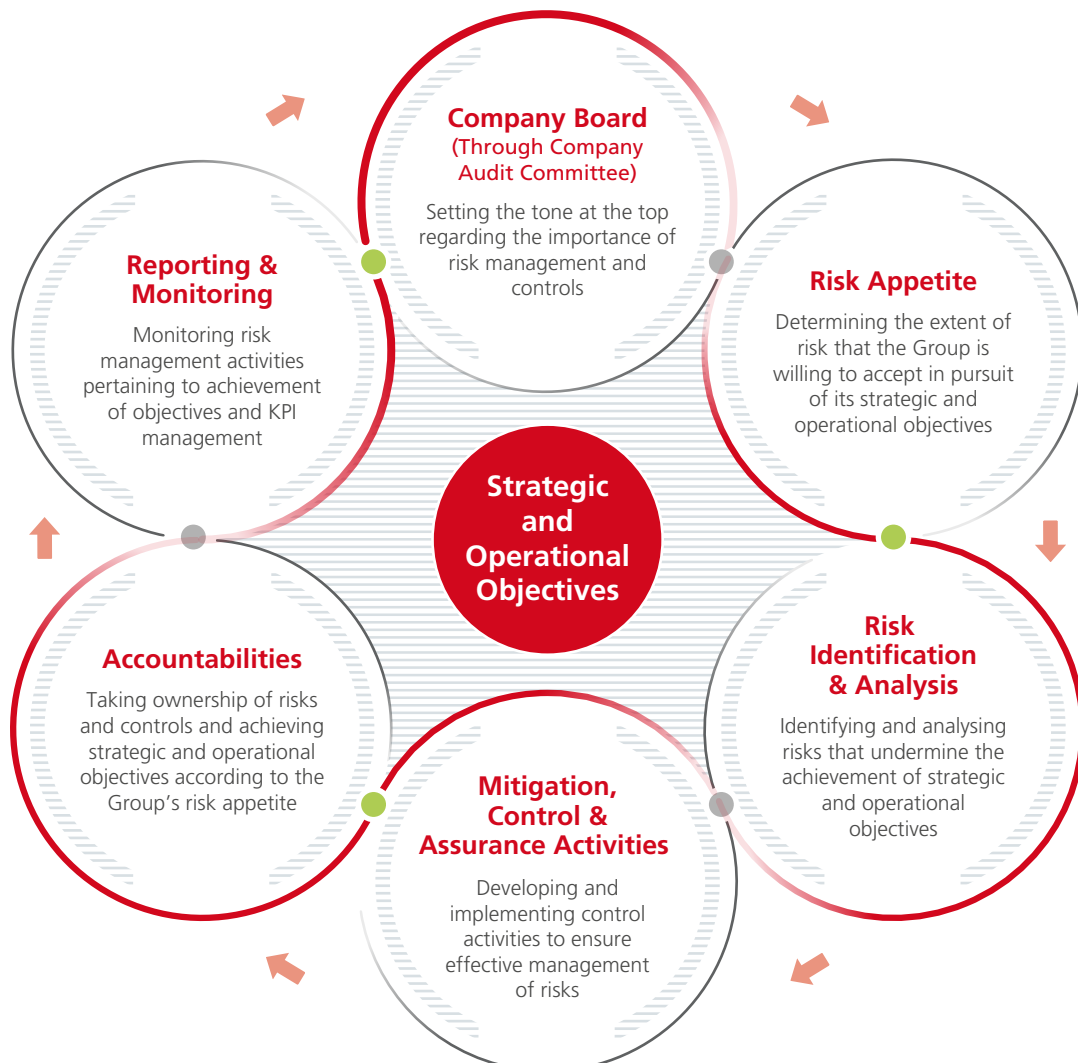 Company Board
(Through Company
Audit Committee)
Setting the tone at the top
regarding the importance of
risk management and
controls
Risk Appetite
Determining the extent of
risk that the Group is
willing to accept in pursuit
of its strategic and
operational objectives
Risk
Identification
& Analysis
Identifying and analysing
risks that undermine the
achievement of strategic
and operational
objectives
Mitigation,
Control &
Assurance Activities
Developing and
implementing control
activities to ensure
effective management
of risks
Accountabilities
Taking ownership of risks
and controls and achieving
strategic and operational
objectives according to the
Group's risk appetite
Reporting &
Monitoring
Monitoring risk
management activities
pertaining to achievement
of objectives and KPI
management
Strategic
and
Operational
Objectives